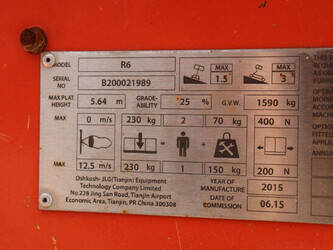 MODEL R6 MAX 1.5 MAX 3
SERIAL NO B200021989
MAX PLAT HEIGHT 5.64 m GRADE-ABILITY 25 % G.V.W. 1590 kg
MAX 0 m/s 230 kg = 2 + 70 kg 400 N
MAX 12.5 m/s 230 kg 1 150 kg 200 N
Oshkosh-JLG(Tianjin) Equipment
Technology Company Limited
No.228 Jing San Road, Tianjin Airport
Economic Area, Tianjin, PR China 300308
YEAR OF MANUFACTURE 2015
DATE OF COMMISSION 06.15